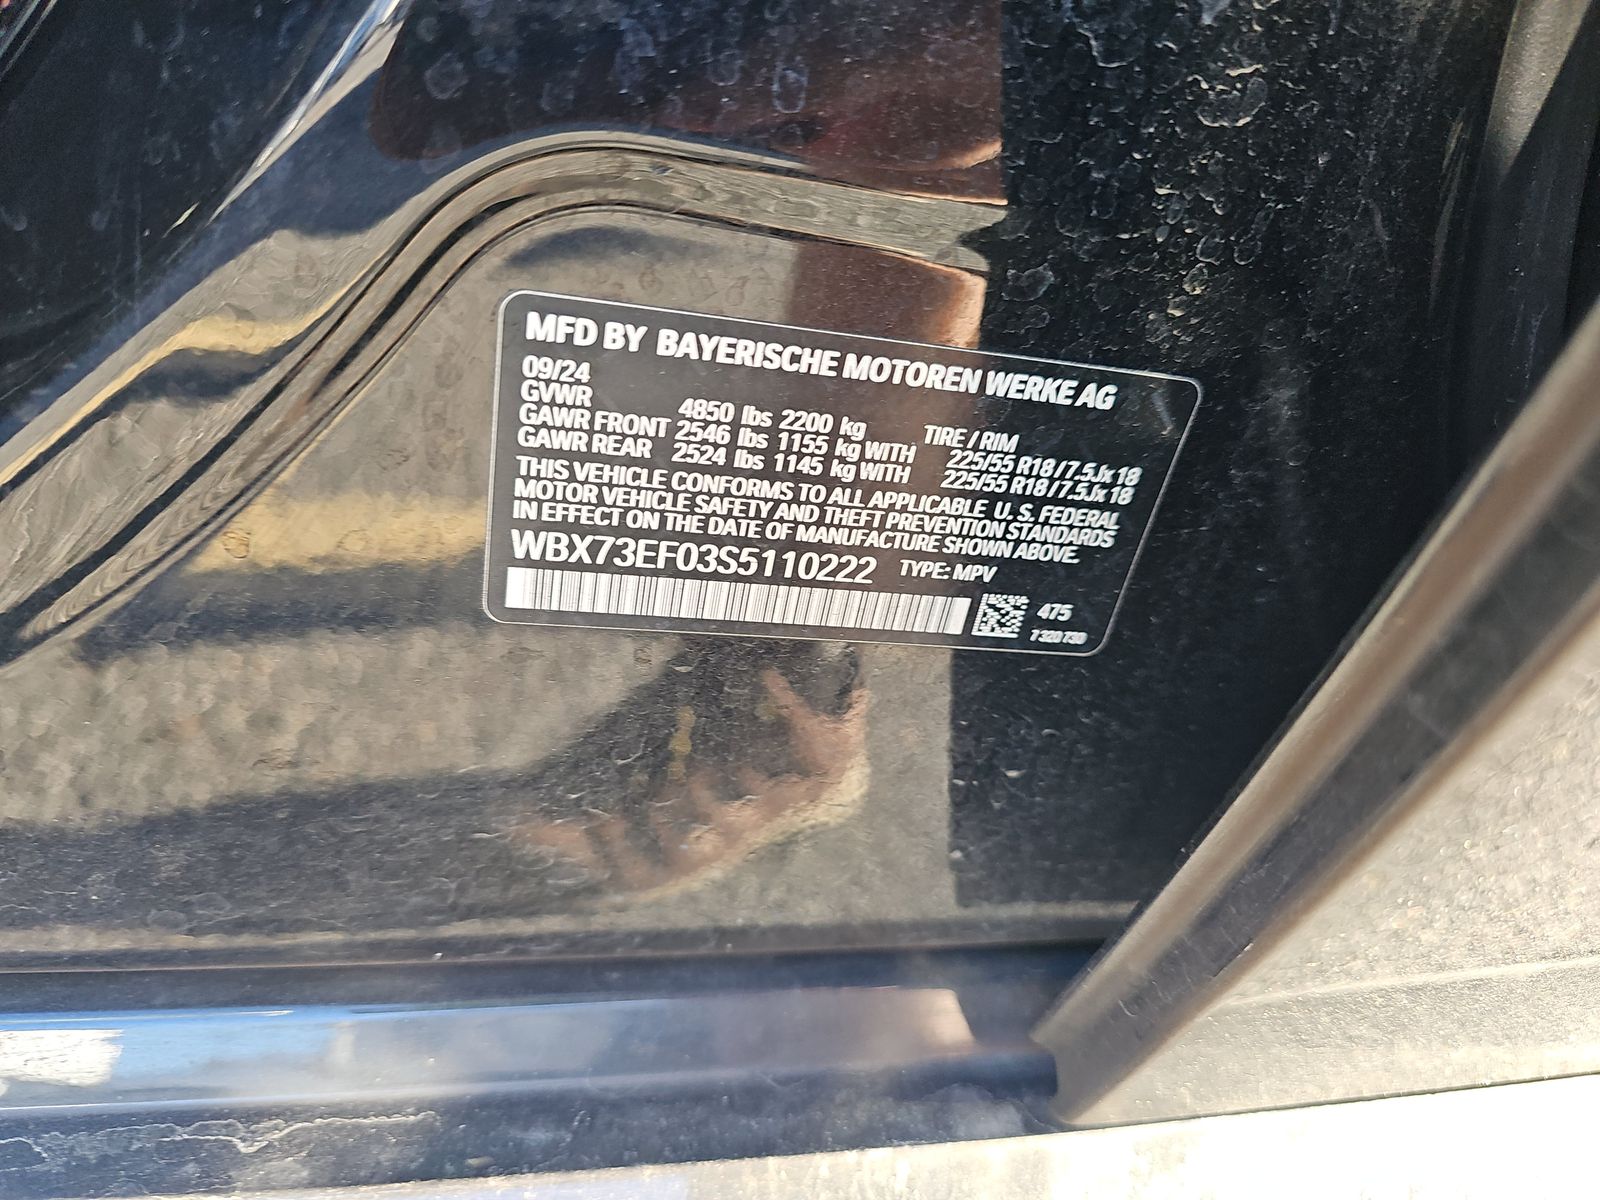 MFD BY BAYERISCHE MOTOREN WERKE AG
09/24
GVWR 4850 lbs 2200 kg TIRE / RIM
GAWR FRONT 2546 lbs 1155 kg WITH 225/55 R18 / 7.5Jx18
GAWR REAR 2524 lbs 1145 kg WITH 225/55 R18 / 7.5Jx18
THIS VEHICLE CONFORMS TO ALL APPLICABLE U. S. FEDERAL
MOTOR VEHICLE SAFETY AND THEFT PREVENTION STANDARDS
IN EFFECT ON THE DATE OF MANUFACTURE SHOWN ABOVE.
WBX73EF03S5110222 TYPE: MPV
475
7 320 730